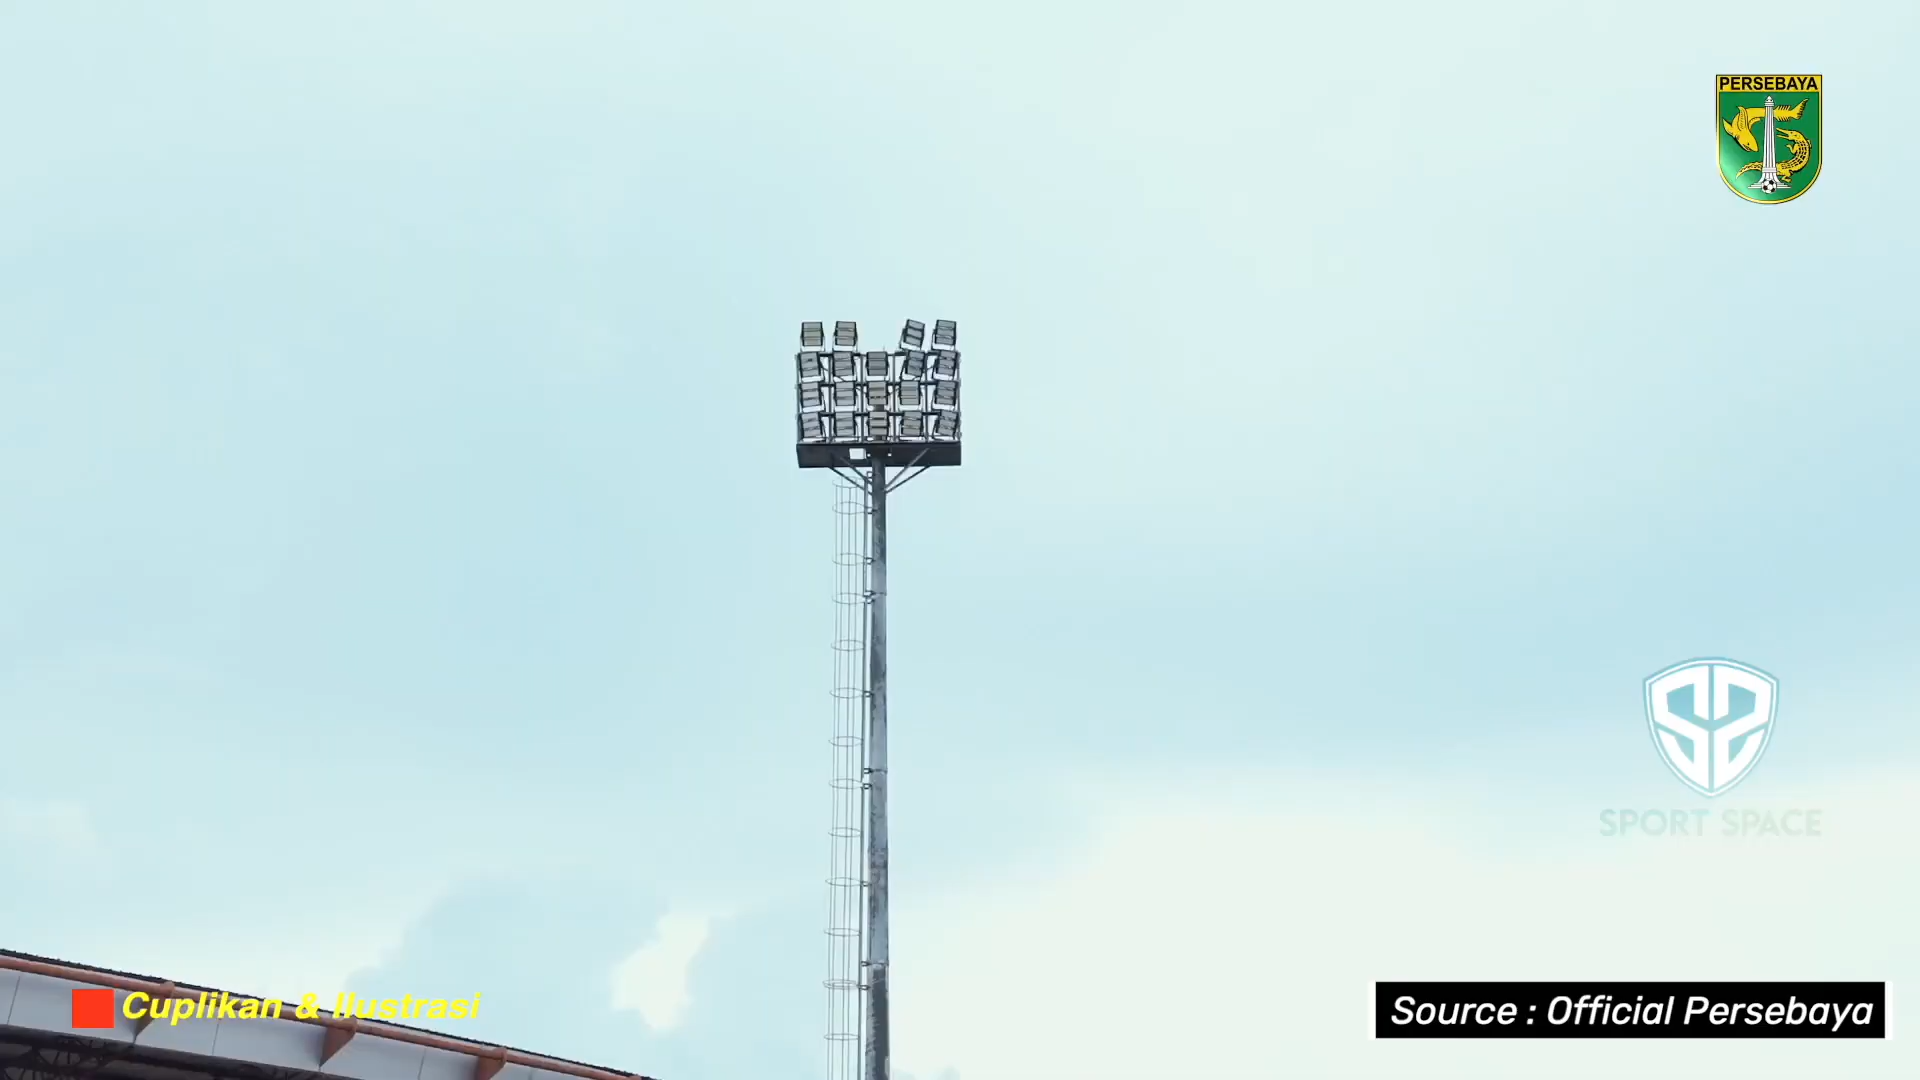 PERSEBAYA
SPORT SPACE
Cuplikan & Ilustrasi
Source : Official Persebaya